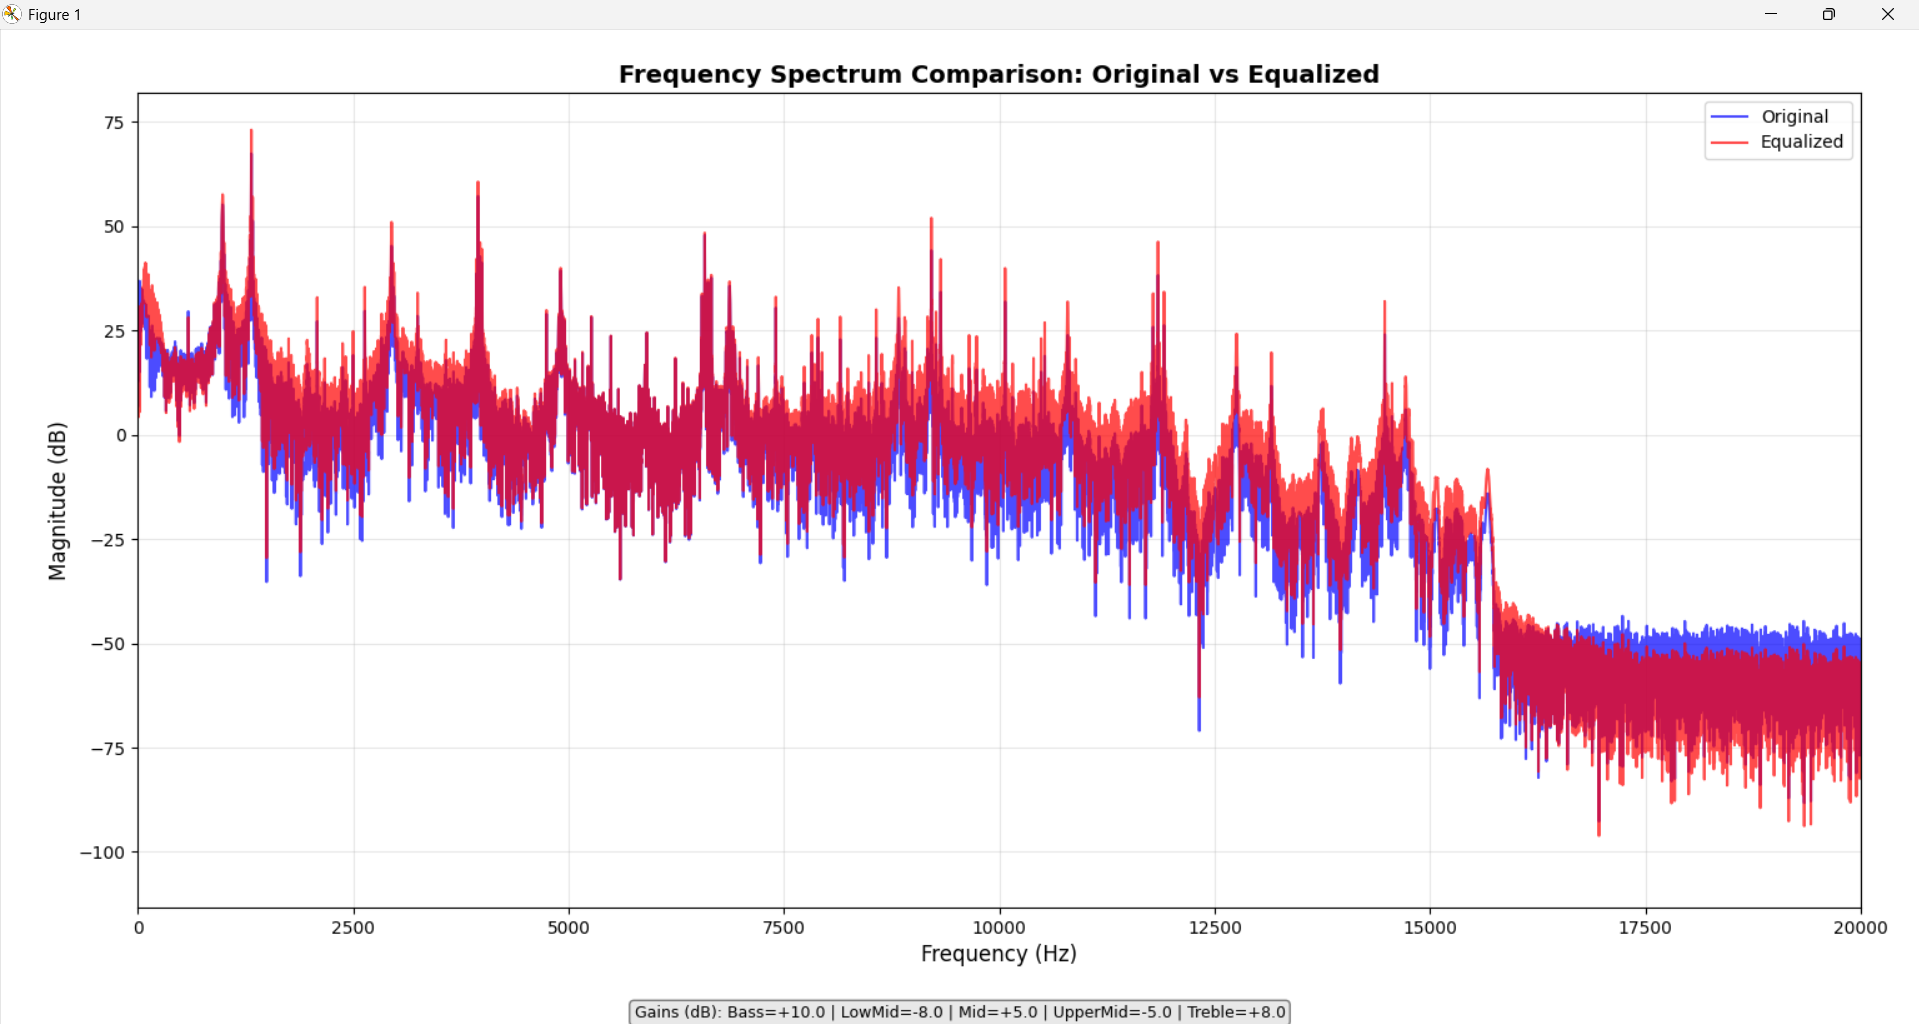 Figure 1
Frequency Spectrum Comparison: Original vs Equalized
Original
Equalized
75
50
25
0
−25
−50
−75
−100
Magnitude (dB)
0 2500 5000 7500 10000 12500 15000 17500 20000
Frequency (Hz)
Gains (dB): Bass=+10.0 | LowMid=-8.0 | Mid=+5.0 | UpperMid=-5.0 | Treble=+8.0